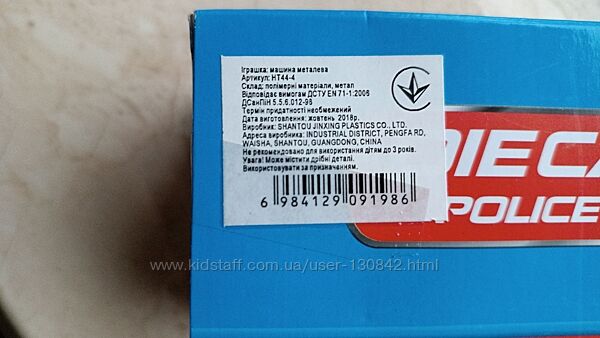 Іграшка: машина металева
Артикул: HT44-4
Склад: полімерні матеріали, метал
Відповідає вимогам ДСТУ EN 71-1:2006
ДСанПіН 5.5.6.012-98
Термін придатності необмежений
Дата виготовлення: жовтень 2018р.
Виробник: SHANTOU JINXING PLASTICS CO., LTD.
Адреса виробника: INDUSTRIAL DISTRICT, PENGFA RD,
WAISHA, SHANTOU, GUANGDONG, CHINA
Не рекомендовано для використання дітям до 3 років.
Увага! Може містити дрібні деталі.
Використовувати за призначенням.
6 984129 091986
DIECA
POLICE
www.kidstaff.com.ua/user-130842.html